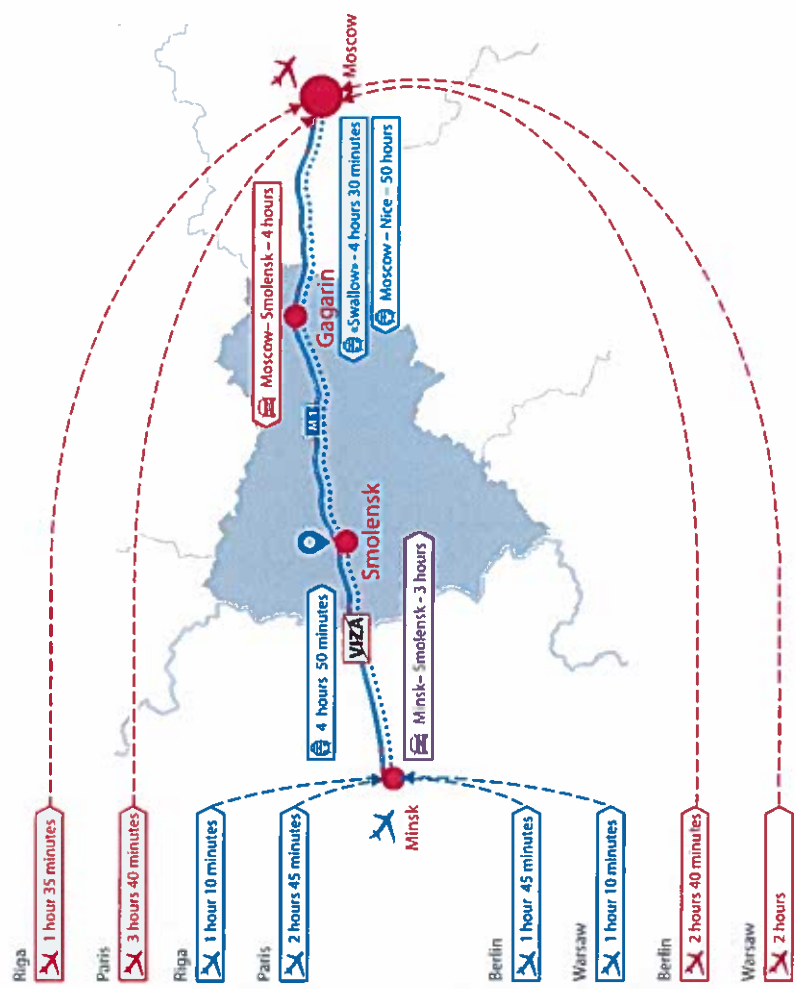 Riga
1 hour 35 minutes
Paris
3 hours 40 minutes
Riga
1 hour 10 minutes
Paris
2 hours 45 minutes
Minsk
Berlin
1 hour 45 minutes
Warsaw
1 hour 10 minutes
Berlin
2 hours 40 minutes
Warsaw
2 hours
4 hours 50 minutes
VIZA
Minsk– Smolensk - 3 hours
Smolensk
M1
Moscow– Smolensk – 4 hours
Gagarin
«Swallow» - 4 hours 30 minutes
Moscow – Nice – 50 hours
Moscow